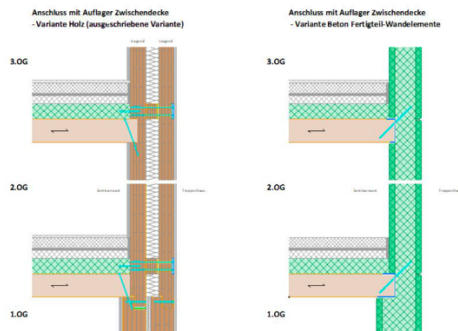 Anschluss mit Auflager Zwischendecke
- Variante Holz (ausgeschriebene Variante)
3.OG
2.OG
1.OG
Anschluss mit Auflager Zwischendecke
- Variante Beton Fertigteil-Wandelemente
3.OG
2.OG
Treppenhaus
1.OG